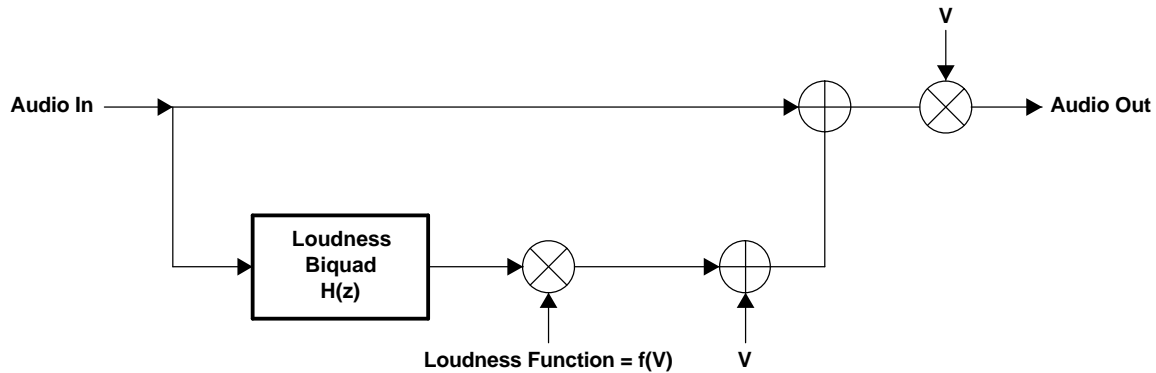 V
Audio In
Audio Out
Loudness
Biquad
H(z)
Loudness Function = f(V)
V